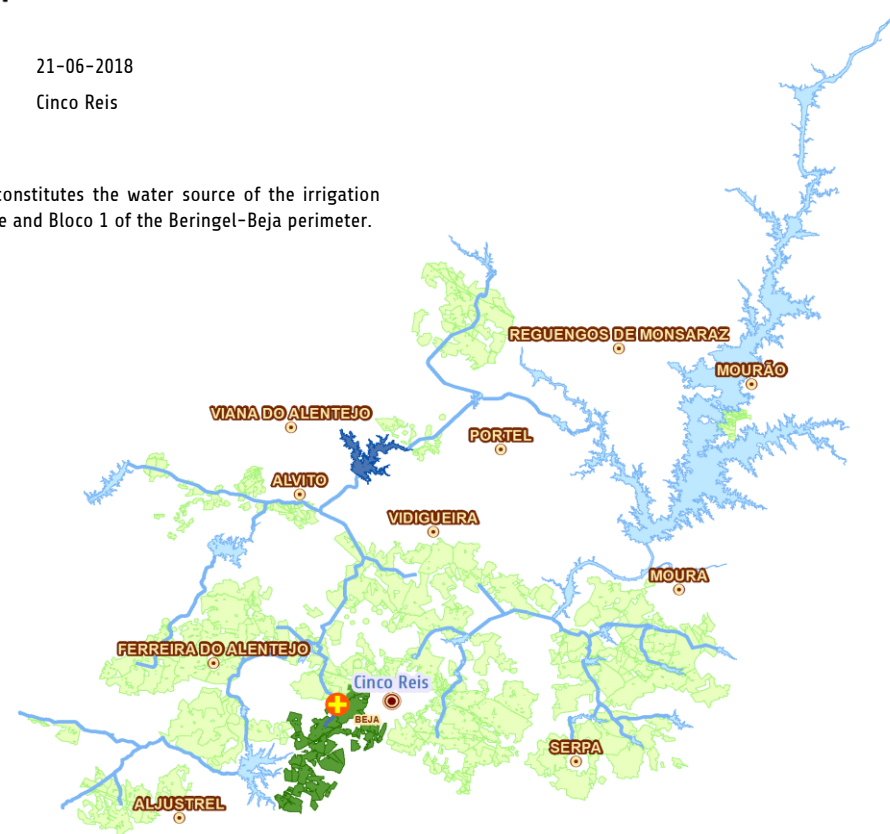 21-06-2018
Cinco Reis
constitutes the water source of the irrigation
and Bloco 1 of the Beringel-Beja perimeter.
REGUENGOS DE MONSARAZ
MOURÃO
VIANA DO ALENTEJO
PORTEL
ALVITO
VIDIGUEIRA
MOURA
FERREIRA DO ALENTEJO
Cinco Reis
BEJA
SERPA
ALJUSTREL